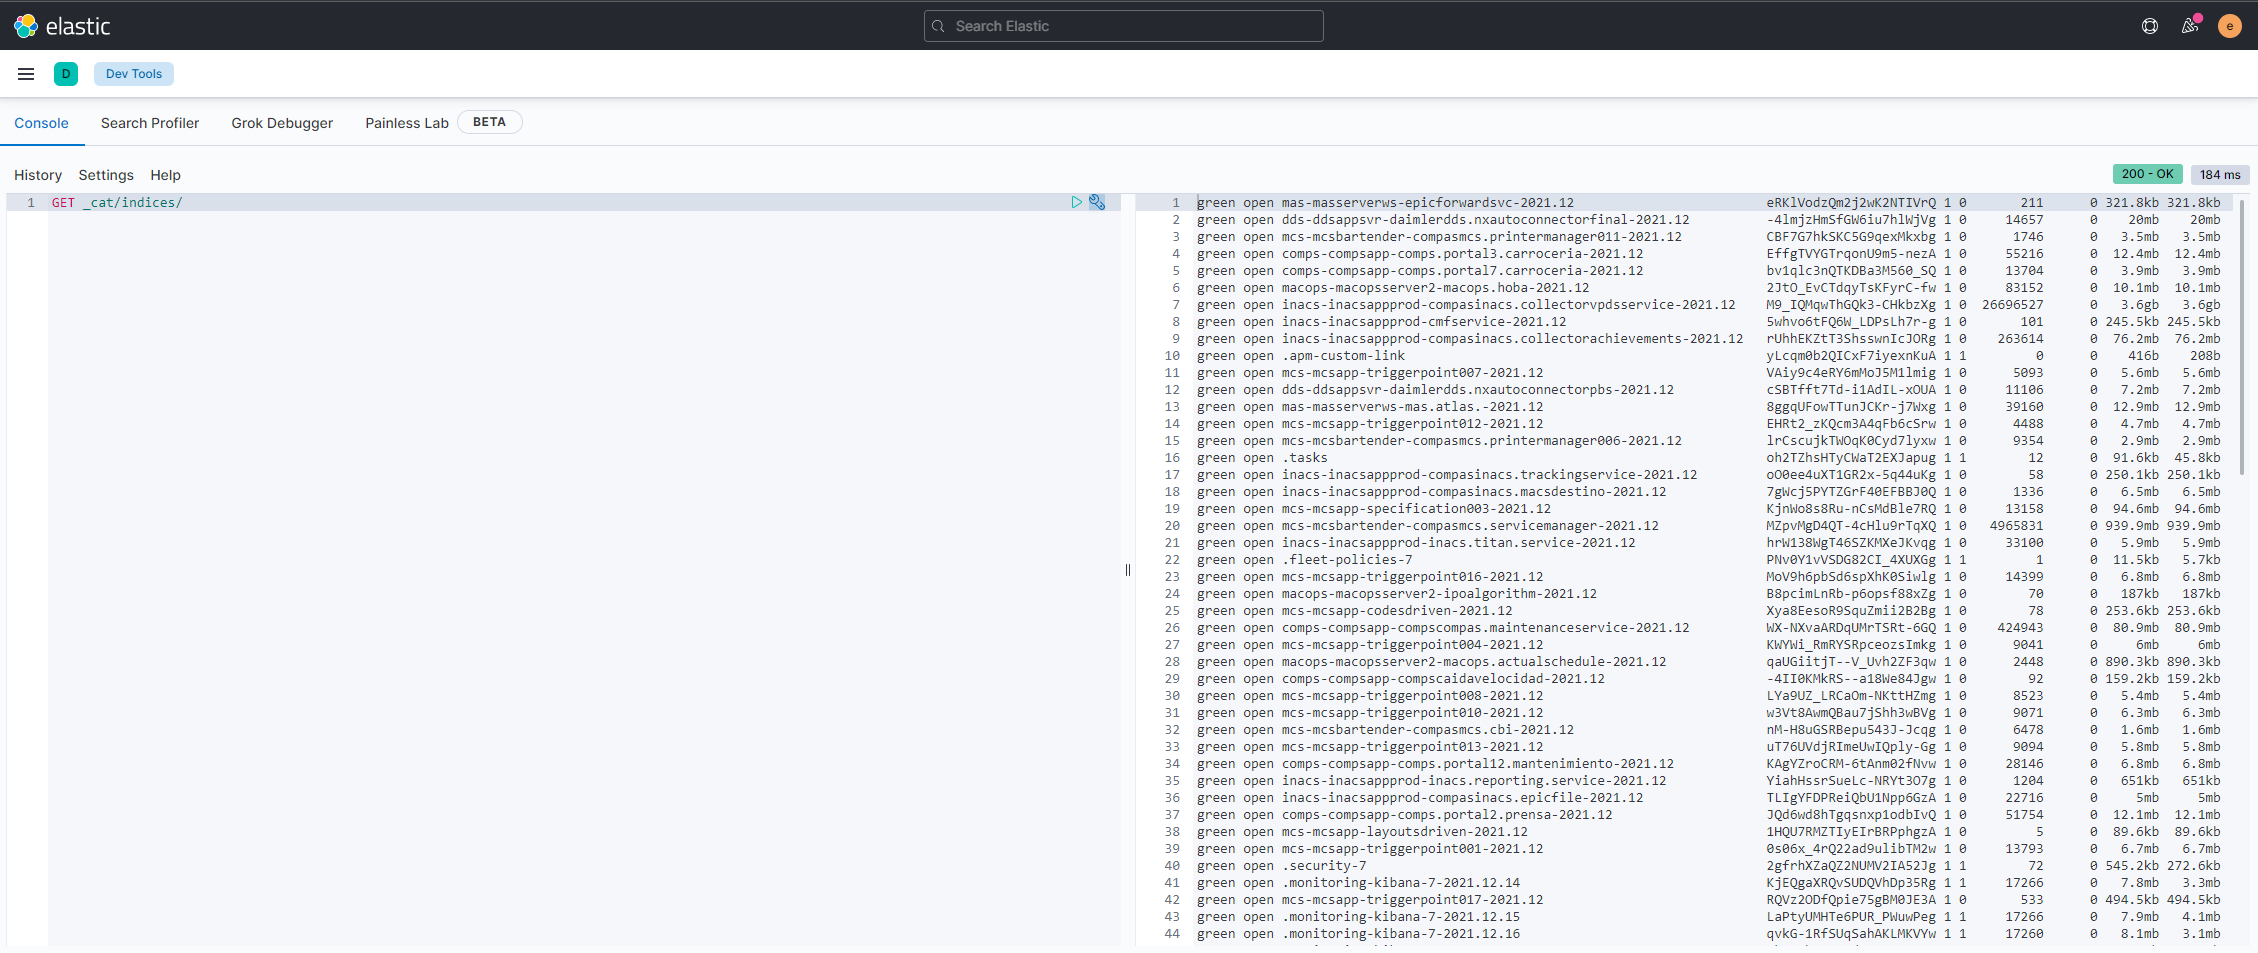 elastic
Search Elastic
e
D
Dev Tools
Console Search Profiler Grok Debugger Painless Lab BETA
History Settings Help
200 - OK 184 ms
1 GET _cat/indices/
1 green open mas-masserverws-epicforwardsvc-2021.12 eRKlVodzQm2j2wK2NTIVrQ 1 0 211 0 321.8kb 321.8kb
2 green open dds-ddsappsvr-daimlerdds.nxautoconnectorfinal-2021.12 -4lmjzHmSfGW6iu7hlWjVg 1 0 14657 0 20mb 20mb
3 green open mcs-mcsbartender-compasmcs.printermanager011-2021.12 CBF7G7hkSKC5G9qexMkxbg 1 0 1746 0 3.5mb 3.5mb
4 green open comps-compsapp-comps.portal3.carroceria-2021.12 EffgTVYGTrqonU9m5-nezA 1 0 55216 0 12.4mb 12.4mb
5 green open comps-compsapp-comps.portal7.carroceria-2021.12 bv1qlc3nQTKDBa3M560_SQ 1 0 13704 0 3.9mb 3.9mb
6 green open macops-macopsserver2-macops.hoba-2021.12 2JtO_EvCTdqyTsKFyrC-fw 1 0 83152 0 10.1mb 10.1mb
7 green open inacs-inacsappprod-compasinacs.collectorvpdsservice-2021.12 M9_IQMqwThGQk3-CHkbzXg 1 0 26696527 0 3.6gb 3.6gb
8 green open inacs-inacsappprod-cmfservice-2021.12 5whvo6tFQ6W_LDPsLh7r-g 1 0 101 0 245.5kb 245.5kb
9 green open inacs-inacsappprod-compasinacs.collectorachievements-2021.12 rUhhEKZtT3ShsswnIcJORg 1 0 263614 0 76.2mb 76.2mb
10 green open .apm-custom-link yLcqm0b2QICxF7iyexnKuA 1 1 0 0 416b 208b
11 green open mcs-mcsapp-triggerpoint007-2021.12 VAiy9c4eRY6mMoJ5M1lmig 1 0 5093 0 5.6mb 5.6mb
12 green open dds-ddsappsvr-daimlerdds.nxautoconnectorpbs-2021.12 cSBTfft7Td-i1AdIL-xOUA 1 0 11106 0 7.2mb 7.2mb
13 green open mas-masserverws-mas.atlas.-2021.12 8ggqUFowTTunJCKr-j7Wxg 1 0 39160 0 12.9mb 12.9mb
14 green open mcs-mcsapp-triggerpoint012-2021.12 EHRt2_zKQcm3A4qFb6cSrw 1 0 4488 0 4.7mb 4.7mb
15 green open mcs-mcsbartender-compasmcs.printermanager006-2021.12 lrCscujkTWOqK0Cyd7lyxw 1 0 9354 0 2.9mb 2.9mb
16 green open .tasks oh2TZhsHTyCWaT2EXJapug 1 1 12 0 91.6kb 45.8kb
17 green open inacs-inacsappprod-compasinacs.trackingservice-2021.12 oO0ee4uXT1GR2x-5q44uKg 1 0 58 0 250.1kb 250.1kb
18 green open inacs-inacsappprod-compasinacs.macsdestino-2021.12 7gWcj5PYTZGrF40EFBBJ0Q 1 0 1336 0 6.5mb 6.5mb
19 green open mcs-mcsapp-specification003-2021.12 KjnWo8s8Ru-nCsMdBle7RQ 1 0 13158 0 94.6mb 94.6mb
20 green open mcs-mcsbartender-compasmcs.servicemanager-2021.12 MZpvMgD4QT-4cHlu9rTqXQ 1 0 4965831 0 939.9mb 939.9mb
21 green open inacs-inacsappprod-inacs.titan.service-2021.12 hrW138WgT46SZKMXeJKvqg 1 0 33100 0 5.9mb 5.9mb
22 green open .fleet-policies-7 PNv0Y1vVSDG82CI_4XUXGg 1 1 1 0 11.5kb 5.7kb
23 green open mcs-mcsapp-triggerpoint016-2021.12 MoV9h6pbSd6spXhK0Siwlg 1 0 14399 0 6.8mb 6.8mb
24 green open macops-macopsserver2-ipoalgorithm-2021.12 B8pcimLnRb-p6opsf88xZg 1 0 70 0 187kb 187kb
25 green open mcs-mcsapp-codesdriven-2021.12 Xya8EesoR9SquZmii2B2Bg 1 0 78 0 253.6kb 253.6kb
26 green open comps-compsapp-compscompas.maintenanceservice-2021.12 WX-NXvaARDqUMrTSRt-6GQ 1 0 424943 0 80.9mb 80.9mb
27 green open mcs-mcsapp-triggerpoint004-2021.12 KWYWi_RmRYSRpceozsImkg 1 0 9041 0 6mb 6mb
28 green open macops-macopsserver2-macops.actualschedule-2021.12 qaUGiitjT--V_Uvh2ZF3qw 1 0 2448 0 890.3kb 890.3kb
29 green open comps-compsapp-compscaidavelocidad-2021.12 -4II0KMkRS--a18We84Jgw 1 0 92 0 159.2kb 159.2kb
30 green open mcs-mcsapp-triggerpoint008-2021.12 LYa9UZ_LRCaOm-NKttHZmg 1 0 8523 0 5.4mb 5.4mb
31 green open mcs-mcsapp-triggerpoint010-2021.12 w3Vt8AwmQBau7jShh3wBVg 1 0 9071 0 6.3mb 6.3mb
32 green open mcs-mcsbartender-compasmcs.cbi-2021.12 nM-H8uGSRBepu543J-Jcqg 1 0 6478 0 1.6mb 1.6mb
33 green open mcs-mcsapp-triggerpoint013-2021.12 uT76UVdjRImeUwIQply-Gg 1 0 9094 0 5.8mb 5.8mb
34 green open comps-compsapp-comps.portal12.mantenimiento-2021.12 KAgYZroCRM-6tAnm02fNvw 1 0 28146 0 6.8mb 6.8mb
35 green open inacs-inacsappprod-inacs.reporting.service-2021.12 YiahHssrSueLc-NRYt3O7g 1 0 1204 0 651kb 651kb
36 green open inacs-inacsappprod-compasinacs.epicfile-2021.12 TLIgYFDPReiQbU1Npp6GzA 1 0 22716 0 5mb 5mb
37 green open comps-compsapp-comps.portal2.prensa-2021.12 JQd6wd8hTgqsnxp1odbIvQ 1 0 51754 0 12.1mb 12.1mb
38 green open mcs-mcsapp-layoutsdriven-2021.12 1HQU7RMZTIyEIrBRPphgzA 1 0 5 0 89.6kb 89.6kb
39 green open mcs-mcsapp-triggerpoint001-2021.12 0s06x_4rQ22ad9ulibTM2w 1 0 13793 0 6.7mb 6.7mb
40 green open .security-7 2gfrhXZaQZ2NUMV2IA52Jg 1 1 72 0 545.2kb 272.6kb
41 green open .monitoring-kibana-7-2021.12.14 KjEQgaXRQvSUDQVhDp35Rg 1 1 17266 0 7.8mb 3.3mb
42 green open mcs-mcsapp-triggerpoint017-2021.12 RQVz2ODfQpie75gBM0JE3A 1 0 533 0 494.5kb 494.5kb
43 green open .monitoring-kibana-7-2021.12.15 LaPtyUMHTe6PUR_PWuwPeg 1 1 17266 0 7.9mb 4.1mb
44 green open .monitoring-kibana-7-2021.12.16 qvkG-1RfSUqSahAKLMKVYw 1 1 17260 0 8.1mb 3.1mb